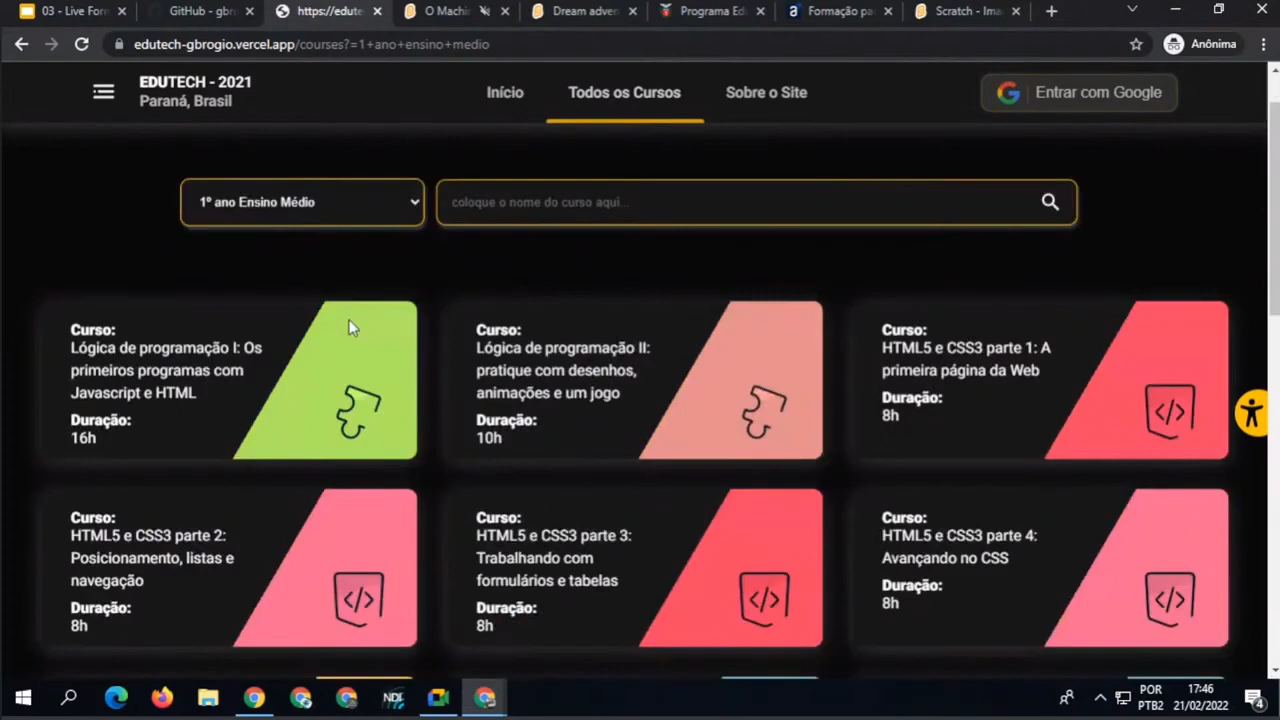 03 - Live Form
GitHub - gbro
https://edute
O Machin
Dream adven
Programa Ed
Formação pa
Scratch - Ima
edutech-gbrogio.vercel.app/courses?=1+ano+ensino+medio
Anônima
EDUTECH - 2021
Paraná, Brasil
Início
Todos os Cursos
Sobre o Site
Entrar com Google
1º ano Ensino Médio
coloque o nome do curso aqui...
Curso:
Lógica de programação I: Os
primeiros programas com
Javascript e HTML
Duração:
16h
Curso:
Lógica de programação II:
pratique com desenhos,
animações e um jogo
Duração:
10h
Curso:
HTML5 e CSS3 parte 1: A
primeira página da Web
Duração:
8h
Curso:
HTML5 e CSS3 parte 2:
Posicionamento, listas e
navegação
Duração:
8h
Curso:
HTML5 e CSS3 parte 3:
Trabalhando com
formulários e tabelas
Duração:
8h
Curso:
HTML5 e CSS3 parte 4:
Avançando no CSS
Duração:
8h
NDI
POR
PTB2
17:46
21/02/2022
4